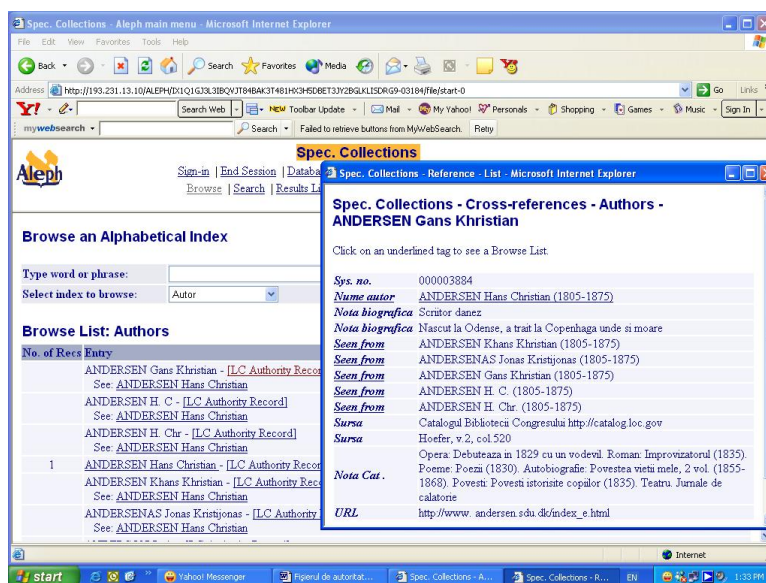 Spec. Collections - Aleph main menu - Microsoft Internet Explorer
File Edit View Favorites Tools Help
Back Search Favorites Media
Address http://193.231.13.10/ALEPH/ Go Links
Y! Search Web NEW Toolbar Update Mail My Yahoo! Personals Shopping Games Music Sign In
mywebsearch Search Failed to retrieve buttons from MyWebSearch. Retry
Spec. Collections
Aleph
Sign-in | End Session | Databa
Browse | Search | Results Li
Browse an Alphabetical Index
Type word or phrase:
Select index to browse: Autor
Browse List: Authors
No. of Recs Entry
ANDERSEN Gans Khristian - [LC Authority Recor
See: ANDERSEN Hans Christian
ANDERSEN H. C - [LC Authority Record]
See: ANDERSEN Hans Christian
ANDERSEN H. Chr - [LC Authority Record]
See: ANDERSEN Hans Christian
1 ANDERSEN Hans Christian - [LC Authority Recor
ANDERSEN Khans Khristian - [LC Authority Reco
See: ANDERSEN Hans Christian
ANDERSENAS Jonas Kristijonas - [LC Authority
See: ANDERSEN Hans Christian
Spec. Collections - Reference - List - Microsoft Internet Explorer
Spec. Collections - Cross-references - Authors -
ANDERSEN Gans Khristian
Click on an underlined tag to see a Browse List.
Sys. no. 000003884
Nume autor ANDERSEN Hans Christian (1805-1875)
Nota biografica Scriitor danez
Nota biografica Nascut la Odense, a trait la Copenhaga unde si moare
Seen from ANDERSEN Khans Khristian (1805-1875)
Seen from ANDERSENAS Jonas Kristijonas (1805-1875)
Seen from ANDERSEN Gans Khristian (1805-1875)
Seen from ANDERSEN H. C. (1805-1875)
Seen from ANDERSEN H. Chr. (1805-1875)
Sursa Catalogul Bibliotecii Congresului http://catalog.loc.gov
Sursa Hoefer, v.2, col.520
Nota Cat . Opera: Debuteaza in 1829 cu un vodevil. Roman: Improvizatorul (1835).
Poeme: Poezii (1830). Autobiografie: Povestea vietii mele, 2 vol. (1855-
1868). Povesti: Povesti istorisite copiilor (1835). Teatru. Jurnale de
calatorie
URL http://www. andersen.sdu.dk/index_e.html
Internet
start Yahoo! Messenger Fişierul de autoritat... Spec. Collections - A... Spec. Collections - R... EN 1:33 PM